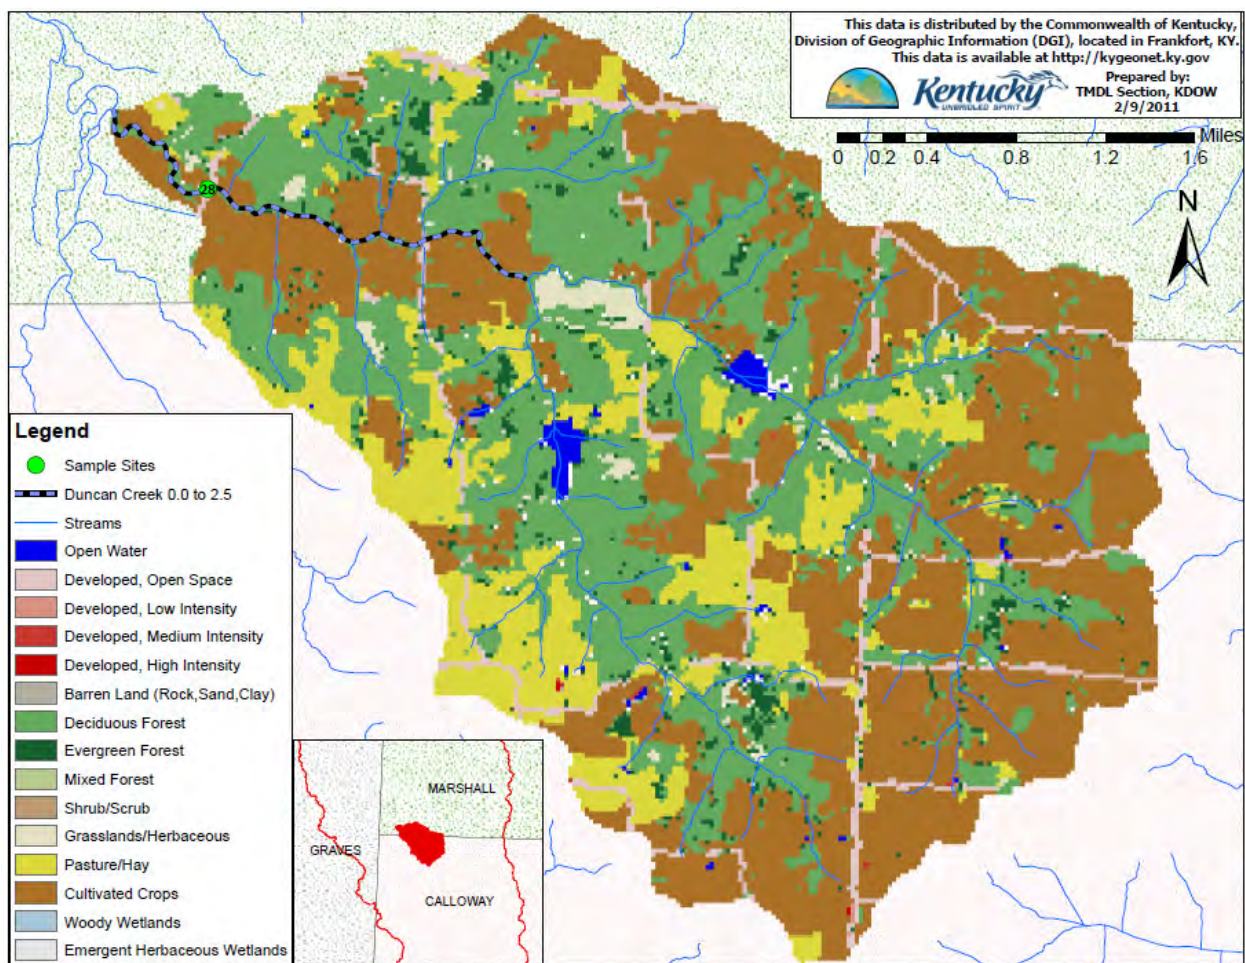 This data is distributed by the Commonwealth of Kentucky,
Division of Geographic Information (DGI), located in Frankfort, KY.
This data is available at http://kygeonet.ky.gov
Kentucky
UNBRIDLED SPIRIT
Prepared by:
TMDL Section, KDOW
2/9/2011
Miles
0 0.2 0.4 0.8 1.2 1.6
N
28
Legend
Sample Sites
Duncan Creek 0.0 to 2.5
Streams
Open Water
Developed, Open Space
Developed, Low Intensity
Developed, Medium Intensity
Developed, High Intensity
Barren Land (Rock,Sand,Clay)
Deciduous Forest
Evergreen Forest
Mixed Forest
Shrub/Scrub
Grasslands/Herbaceous
Pasture/Hay
Cultivated Crops
Woody Wetlands
Emergent Herbaceous Wetlands
MARSHALL
GRAVES
CALLOWAY